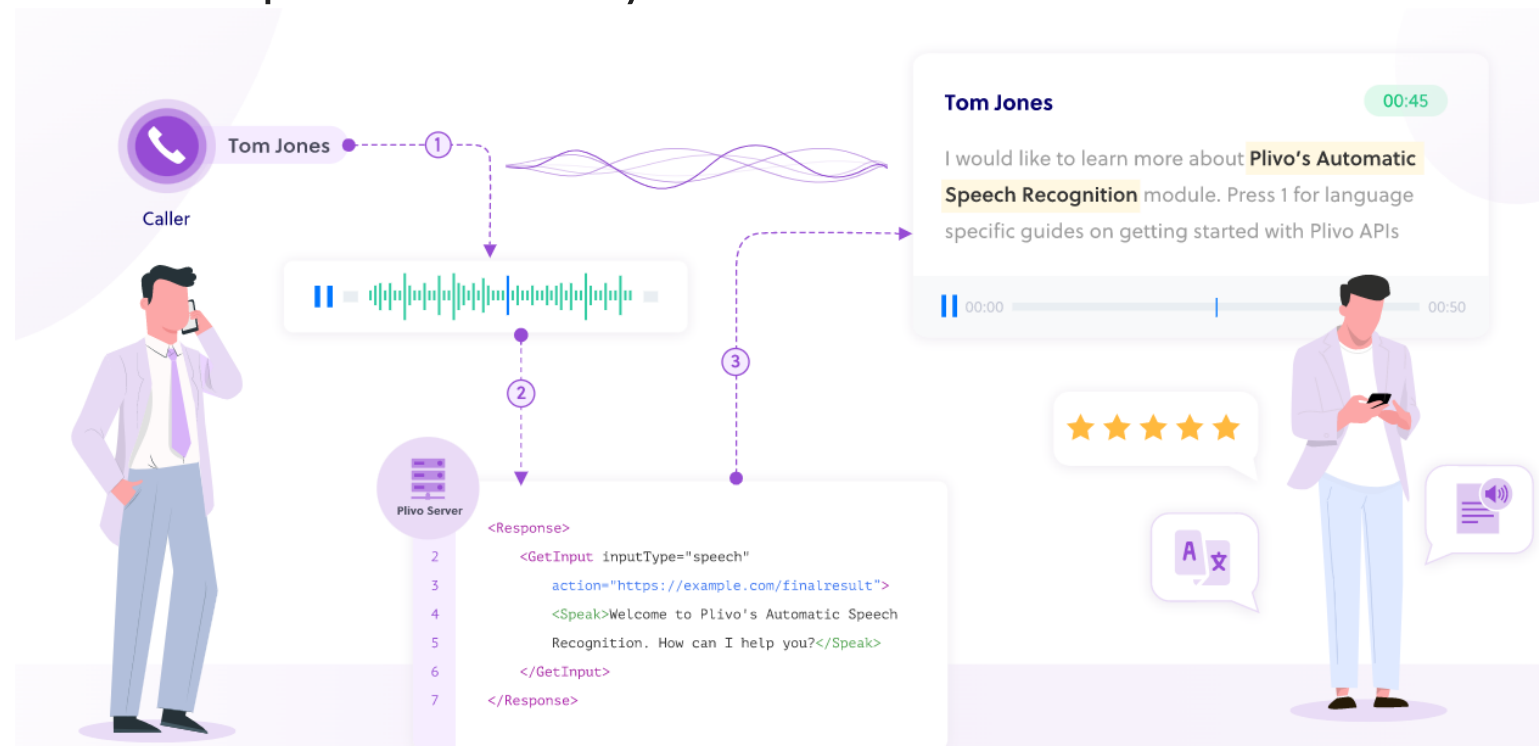 Tom Jones
Caller
1
2
3
Tom Jones
00:45
I would like to learn more about Plivo's Automatic
Speech Recognition module. Press 1 for language
specific guides on getting started with Plivo APIs
00:00
00:50
Plivo Server
<Response>
2 <GetInput inputType="speech"
3 action="https://example.com/finalresult">
4 <Speak>Welcome to Plivo's Automatic Speech
5 Recognition. How can I help you?</Speak>
6 </GetInput>
7 </Response>
A 文